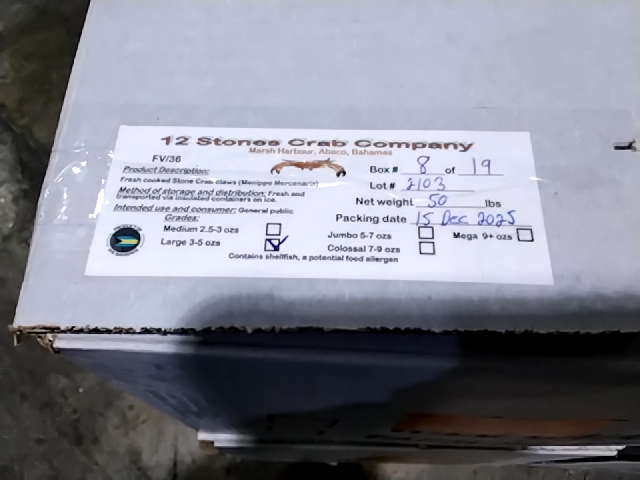 12 Stones Crab Company
Marsh Harbour, Abaco, Bahamas
FV/36
Product Description:
Fresh cooked Stone Crab claws (Menippe Mercenaria)
Method of storage and distribution: Fresh and
transported via insulated containers on ice.
Intended use and consumer: General public
Box # 8 of 19
Lot # 2103
Net weight 50 lbs
Packing date 15 Dec 2025
Grades:
Medium 2.5-3 ozs
Large 3-5 ozs
Jumbo 5-7 ozs
Colossal 7-9 ozs
Mega 9+ ozs
Contains shellfish, a potential food allergen